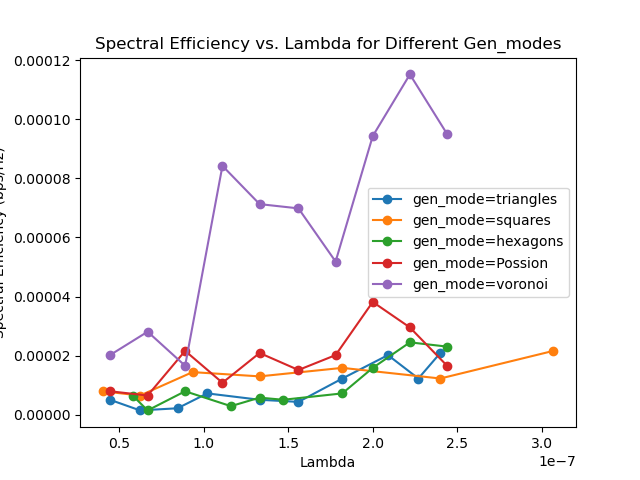 Spectral Efficiency vs. Lambda for Different Gen_modes
Spectral Efficiency (bps/Hz)
0.00012
0.00010
0.00008
0.00006
0.00004
0.00002
0.00000
gen_mode=triangles
gen_mode=squares
gen_mode=hexagons
gen_mode=Possion
gen_mode=voronoi
0.5 1.0 1.5 2.0 2.5 3.0
1e−7
Lambda